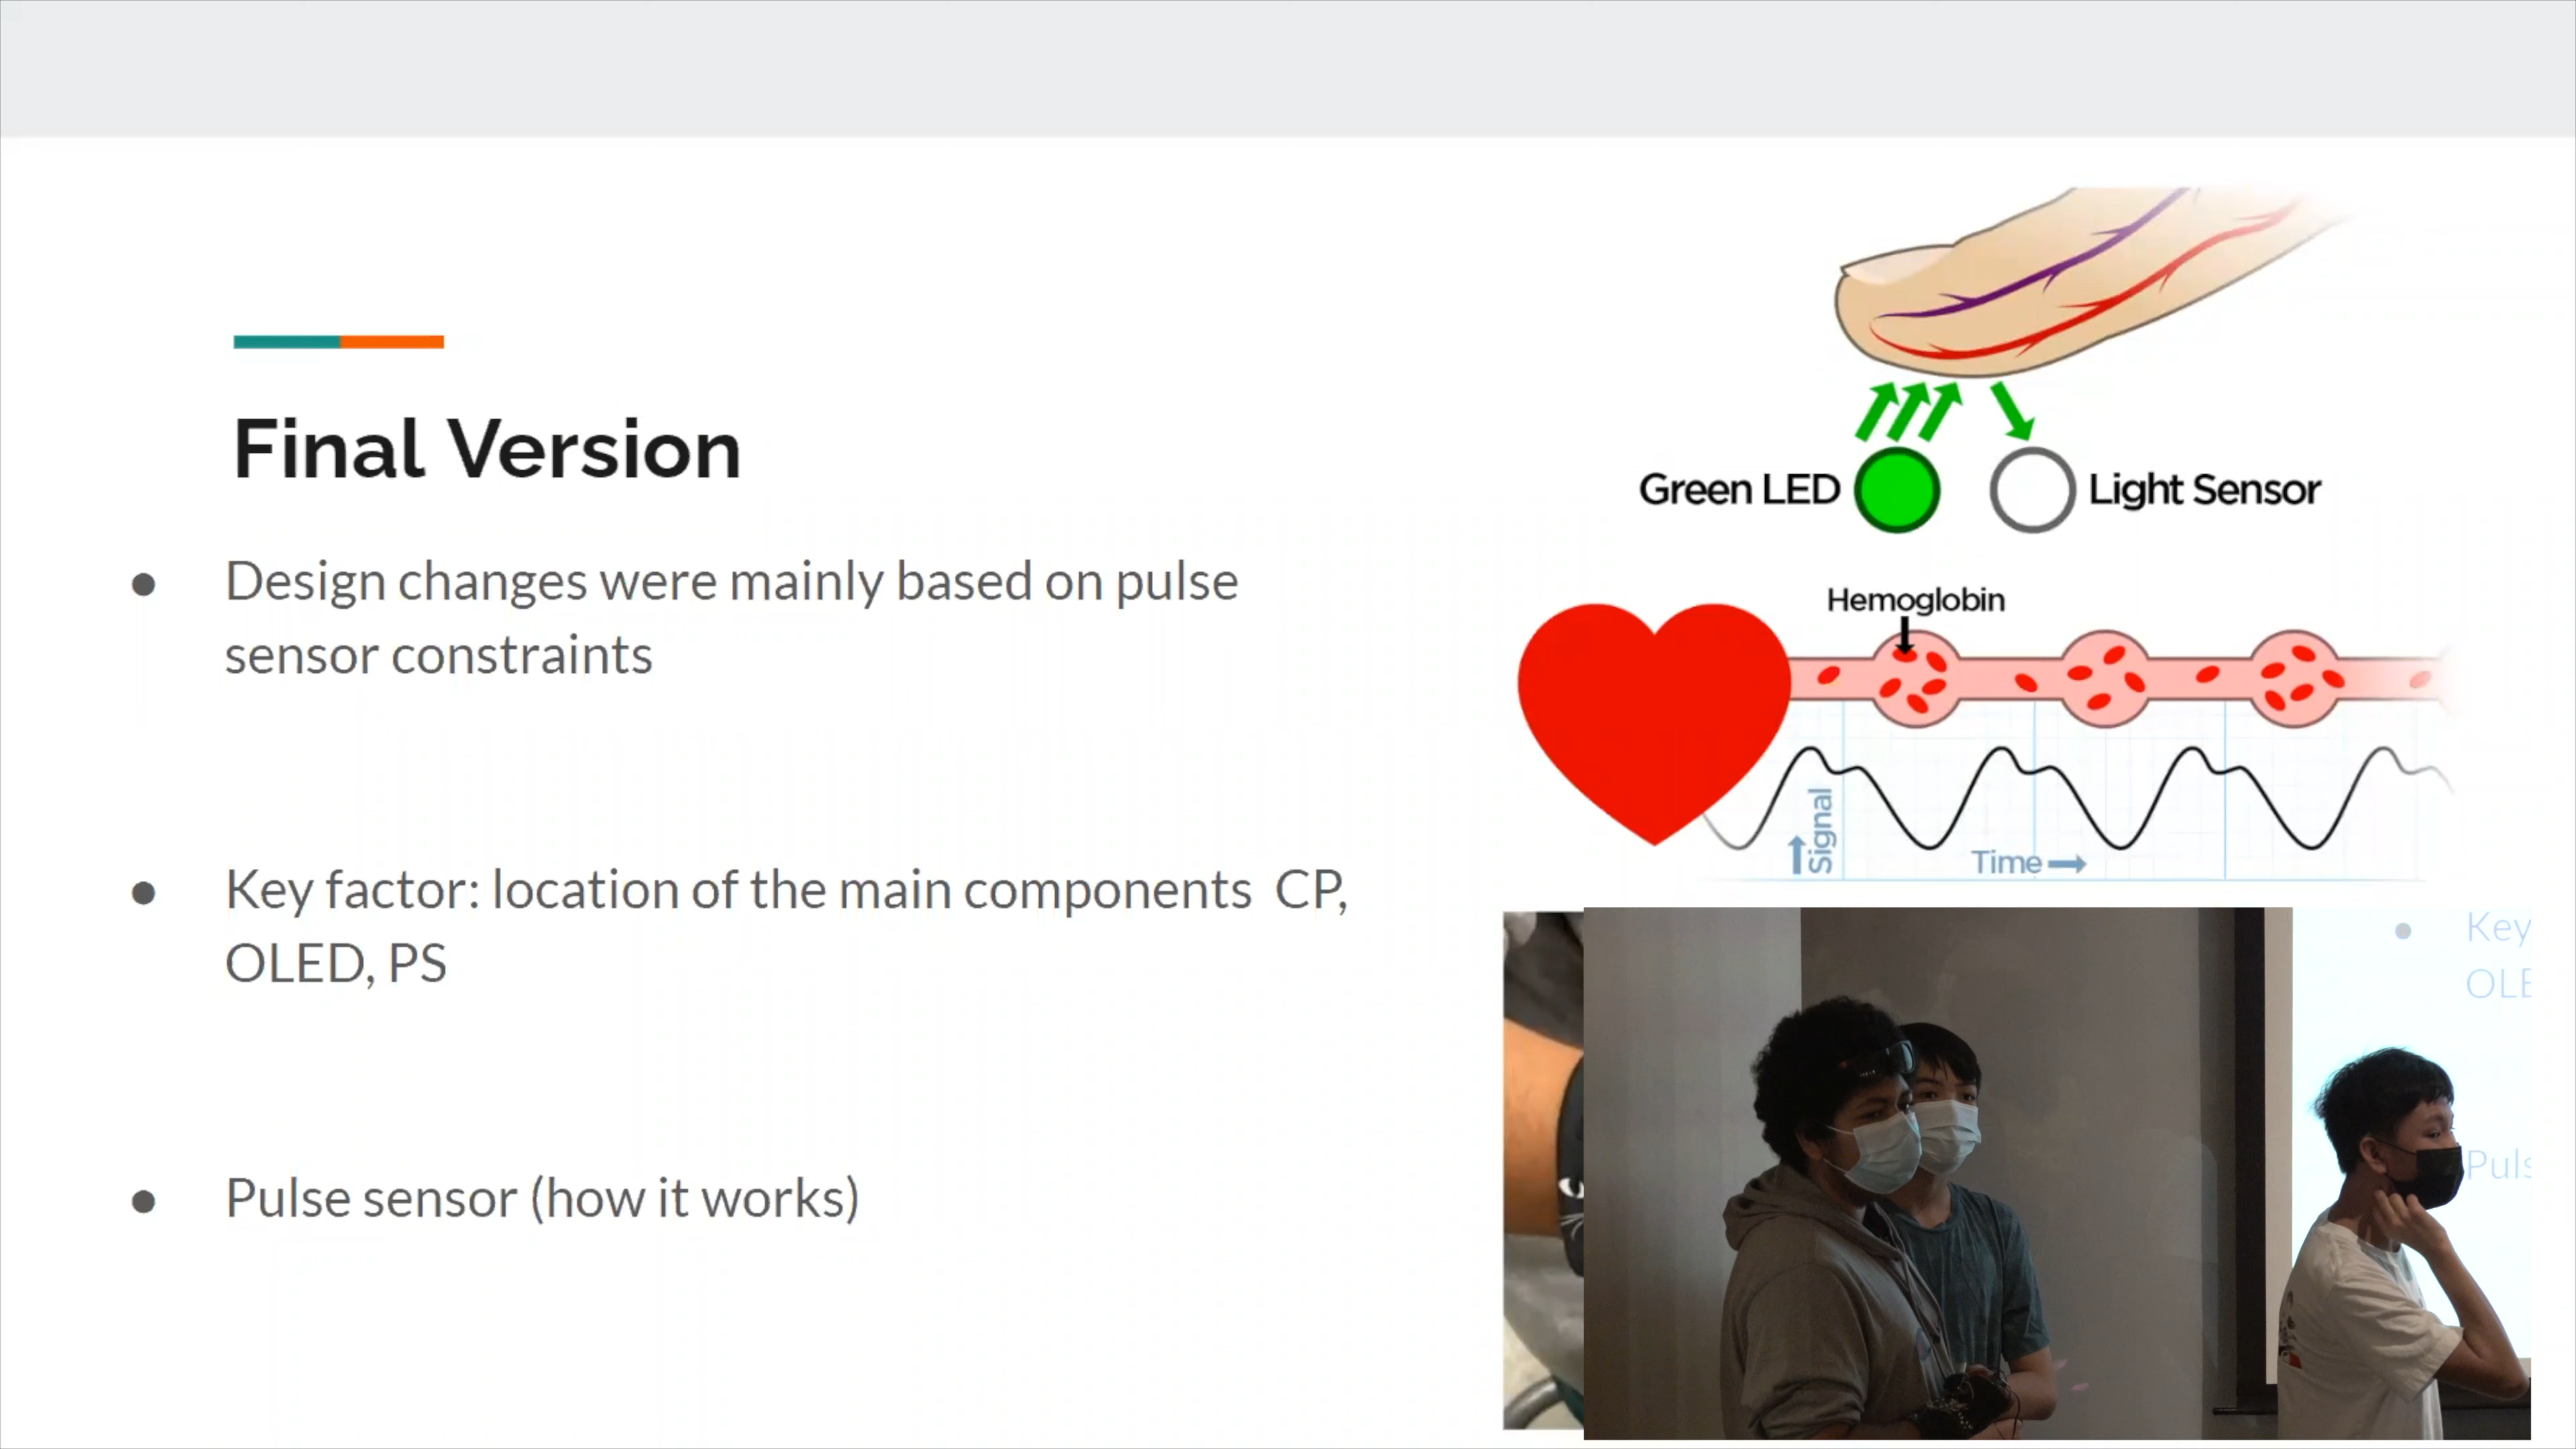 Final Version
● Design changes were mainly based on pulse
sensor constraints
● Key factor: location of the main components CP,
OLED, PS
● Pulse sensor (how it works)
Green LED
Light Sensor
Hemoglobin
Signal
Time
● Key